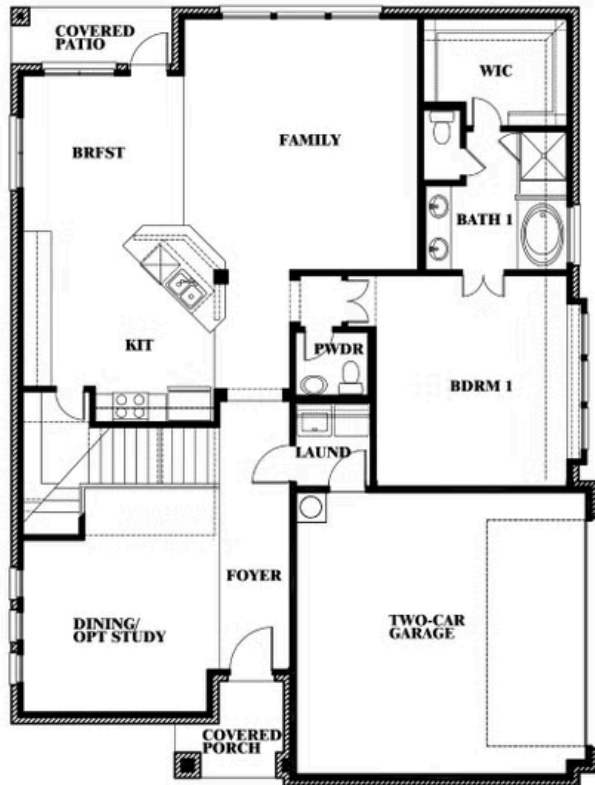 COVERED
PATIO
WIC
BRFST
FAMILY
BATH 1
KIT
PWDR
BDRM 1
LAUND
FOYER
DINING/
OPT STUDY
TWO-CAR
GARAGE
COVERED
PORCH